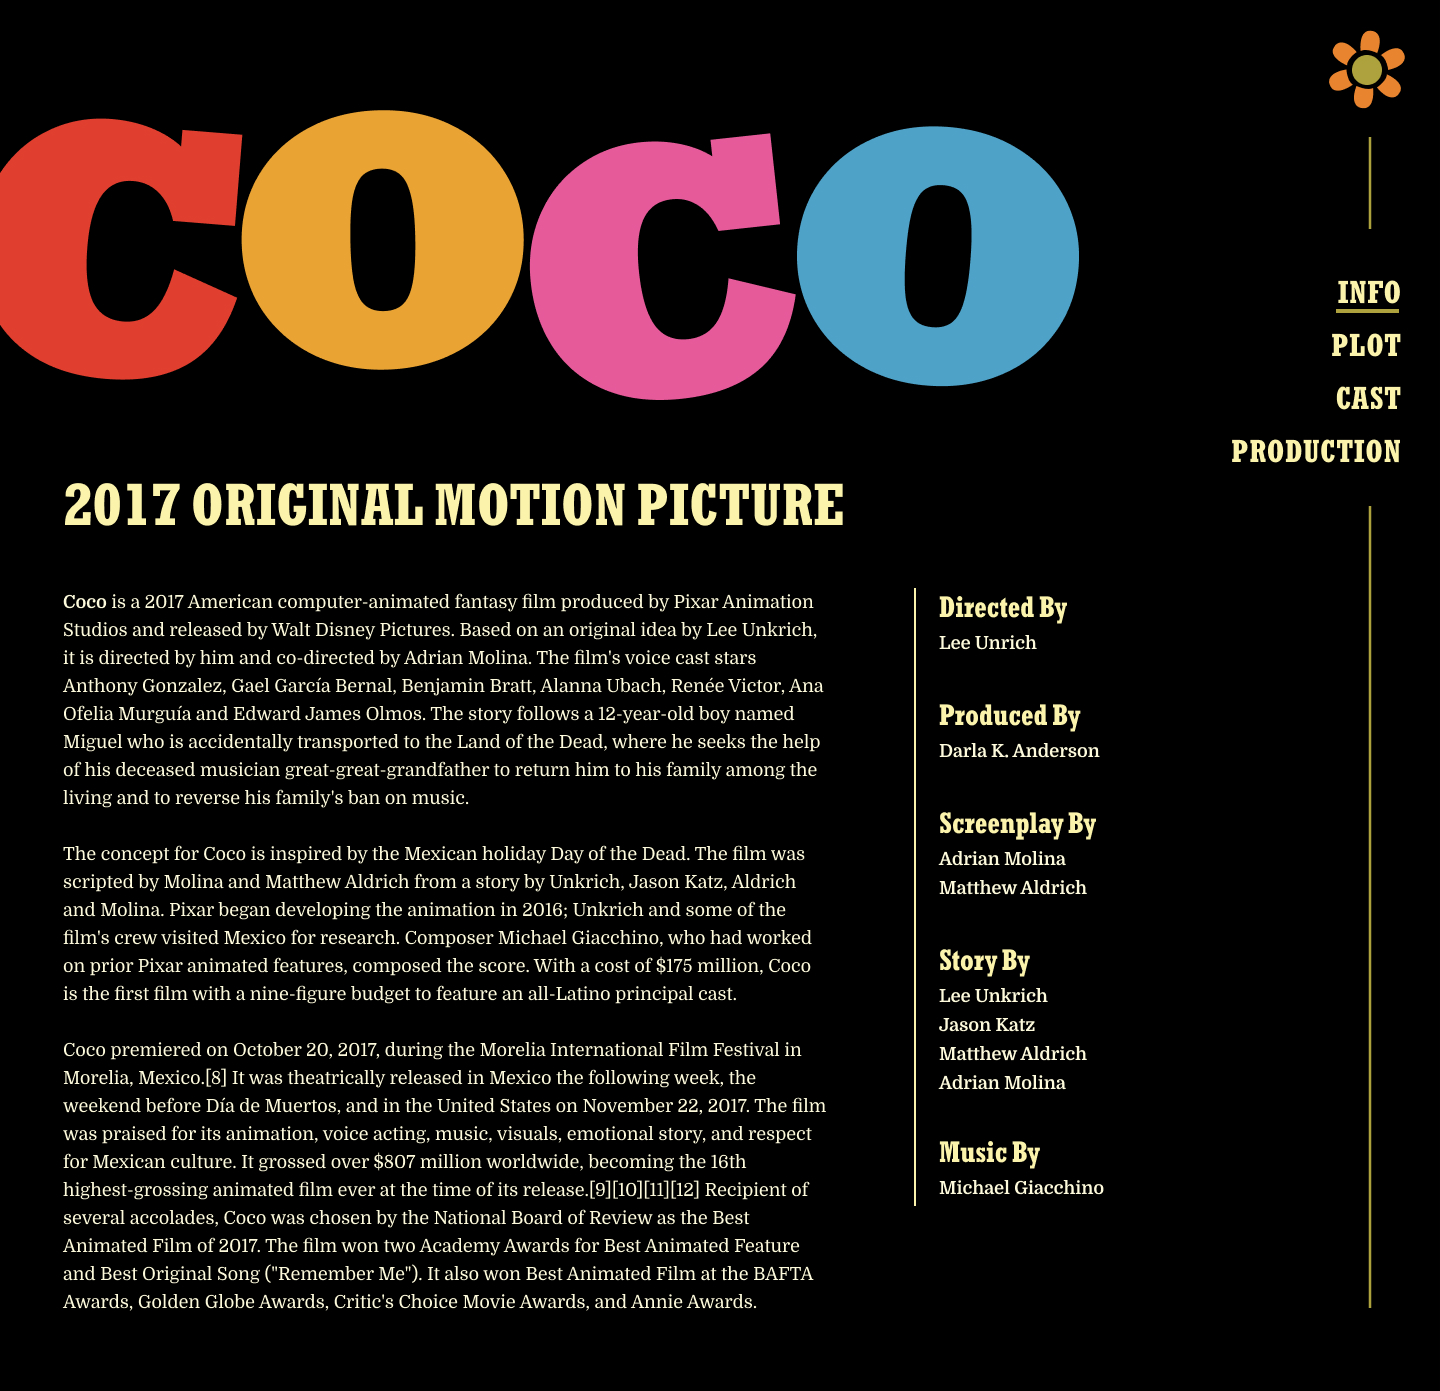 COCO
INFO
PLOT
CAST
PRODUCTION
2017 ORIGINAL MOTION PICTURE
Coco is a 2017 American computer-animated fantasy film produced by Pixar Animation
Studios and released by Walt Disney Pictures. Based on an original idea by Lee Unkrich,
it is directed by him and co-directed by Adrian Molina. The film's voice cast stars
Anthony Gonzalez, Gael García Bernal, Benjamin Bratt, Alanna Ubach, Renée Victor, Ana
Ofelia Murguía and Edward James Olmos. The story follows a 12-year-old boy named
Miguel who is accidentally transported to the Land of the Dead, where he seeks the help
of his deceased musician great-great-grandfather to return him to his family among the
living and to reverse his family's ban on music.
The concept for Coco is inspired by the Mexican holiday Day of the Dead. The film was
scripted by Molina and Matthew Aldrich from a story by Unkrich, Jason Katz, Aldrich
and Molina. Pixar began developing the animation in 2016; Unkrich and some of the
film's crew visited Mexico for research. Composer Michael Giacchino, who had worked
on prior Pixar animated features, composed the score. With a cost of $175 million, Coco
is the first film with a nine-figure budget to feature an all-Latino principal cast.
Coco premiered on October 20, 2017, during the Morelia International Film Festival in
Morelia, Mexico.[8] It was theatrically released in Mexico the following week, the
weekend before Día de Muertos, and in the United States on November 22, 2017. The film
was praised for its animation, voice acting, music, visuals, emotional story, and respect
for Mexican culture. It grossed over $807 million worldwide, becoming the 16th
highest-grossing animated film ever at the time of its release.[9][10][11][12] Recipient of
several accolades, Coco was chosen by the National Board of Review as the Best
Animated Film of 2017. The film won two Academy Awards for Best Animated Feature
and Best Original Song ("Remember Me"). It also won Best Animated Film at the BAFTA
Awards, Golden Globe Awards, Critic's Choice Movie Awards, and Annie Awards.
Directed By
Lee Unrich
Produced By
Darla K. Anderson
Screenplay By
Adrian Molina
Matthew Aldrich
Story By
Lee Unkrich
Jason Katz
Matthew Aldrich
Adrian Molina
Music By
Michael Giacchino